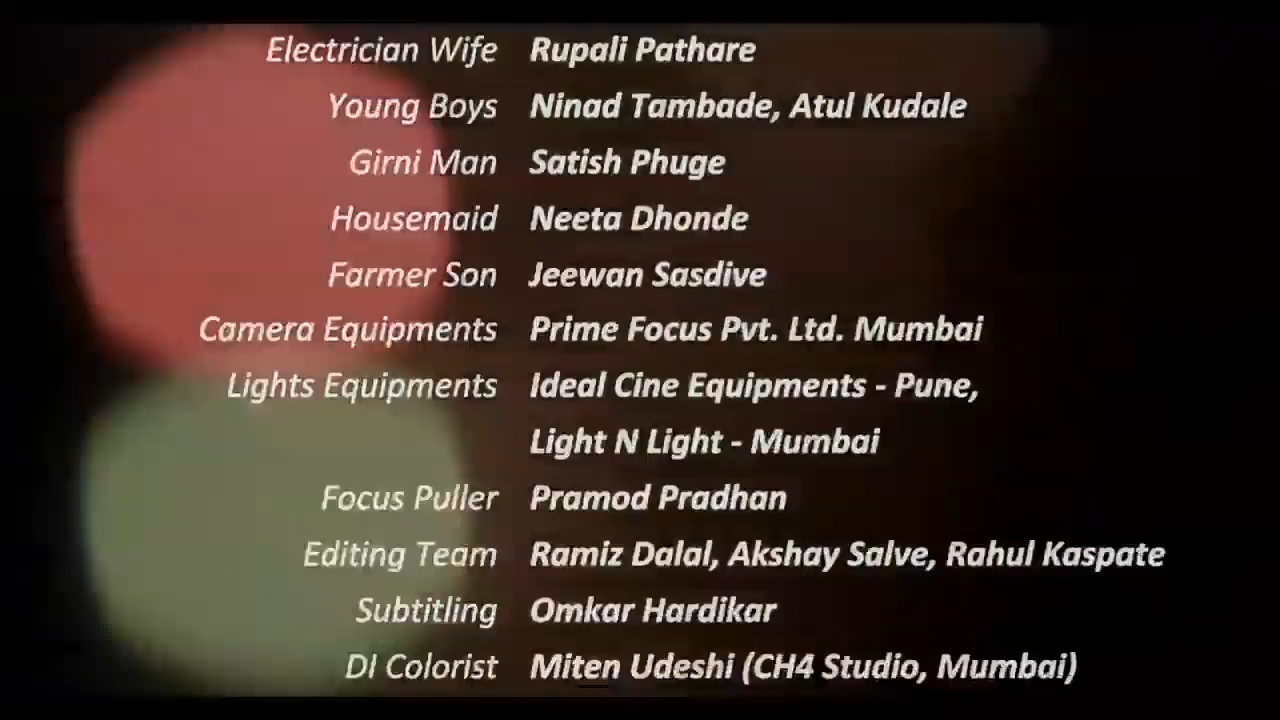 Electrician Wife Rupali Pathare
Young Boys Ninad Tambade, Atul Kudale
Girni Man Satish Phuge
Housemaid Neeta Dhonde
Farmer Son Jeewan Sasdive
Camera Equipments Prime Focus Pvt. Ltd. Mumbai
Lights Equipments Ideal Cine Equipments - Pune,
Light N Light - Mumbai
Focus Puller Pramod Pradhan
Editing Team Ramiz Dalal, Akshay Salve, Rahul Kaspate
Subtitling Omkar Hardikar
DI Colorist Miten Udeshi (CH4 Studio, Mumbai)